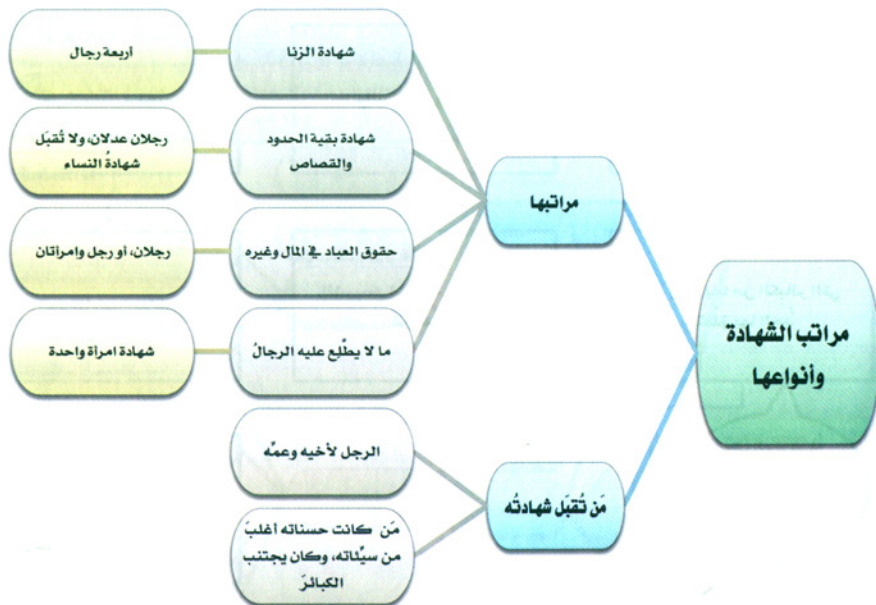 مراتب الشهادة
وأنواعها
مراتبها
شهادة الزنا
أربعة رجال
شهادة بقية الحدود
والقصاص
رجلان عدلان، ولا تُقبَل
شهادةُ النساء
حقوق العباد في المال وغيره
رجلان، أو رجل وامرأتان
ما لا يطَّلِع عليه الرجالُ
شهادة امرأة واحدة
مَن تُقبَل شهادتُه
الرجل لأخيه وعمِّه
مَن كانت حسناته أغلبَ
من سيِّئاته، وكان يجتنب
الكبائرَ